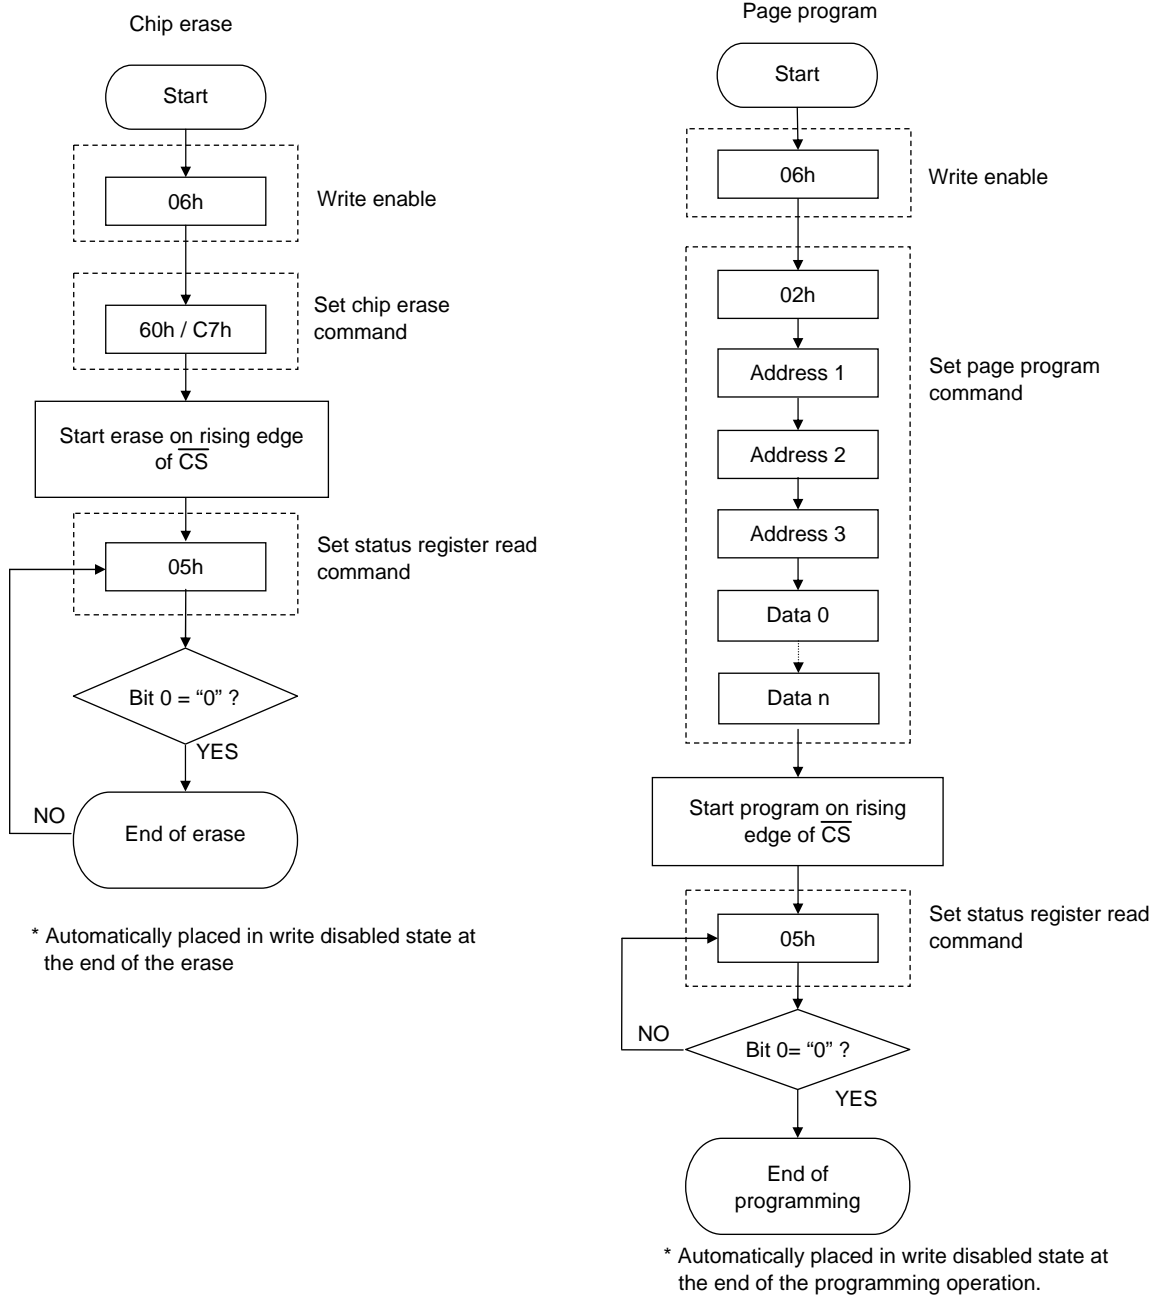 Chip erase
Start
06h
Write enable
60h / C7h
Set chip erase
command
Start erase on rising edge
of CS
05h
Set status register read
command
Bit 0 = “0” ?
YES
NO
End of erase
* Automatically placed in write disabled state at
the end of the erase
Page program
Start
06h
Write enable
02h
Address 1
Set page program
command
Address 2
Address 3
Data 0
Data n
Start program on rising
edge of CS
05h
Set status register read
command
NO
Bit 0= “0” ?
YES
End of
programming
* Automatically placed in write disabled state at
the end of the programming operation.